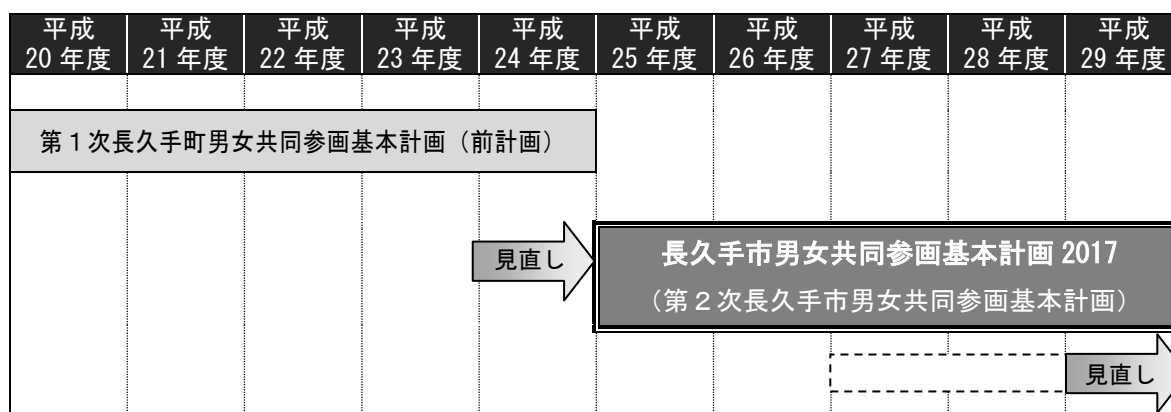 平成 平成 平成 平成 平成 平成 平成 平成 平成 平成
20 年度 21 年度 22 年度 23 年度 24 年度 25 年度 26 年度 27 年度 28 年度 29 年度
第1次長久手町男女共同参画基本計画（前計画）
見直し
長久手市男女共同参画基本計画 2017
（第２次長久手市男女共同参画基本計画）
見直し